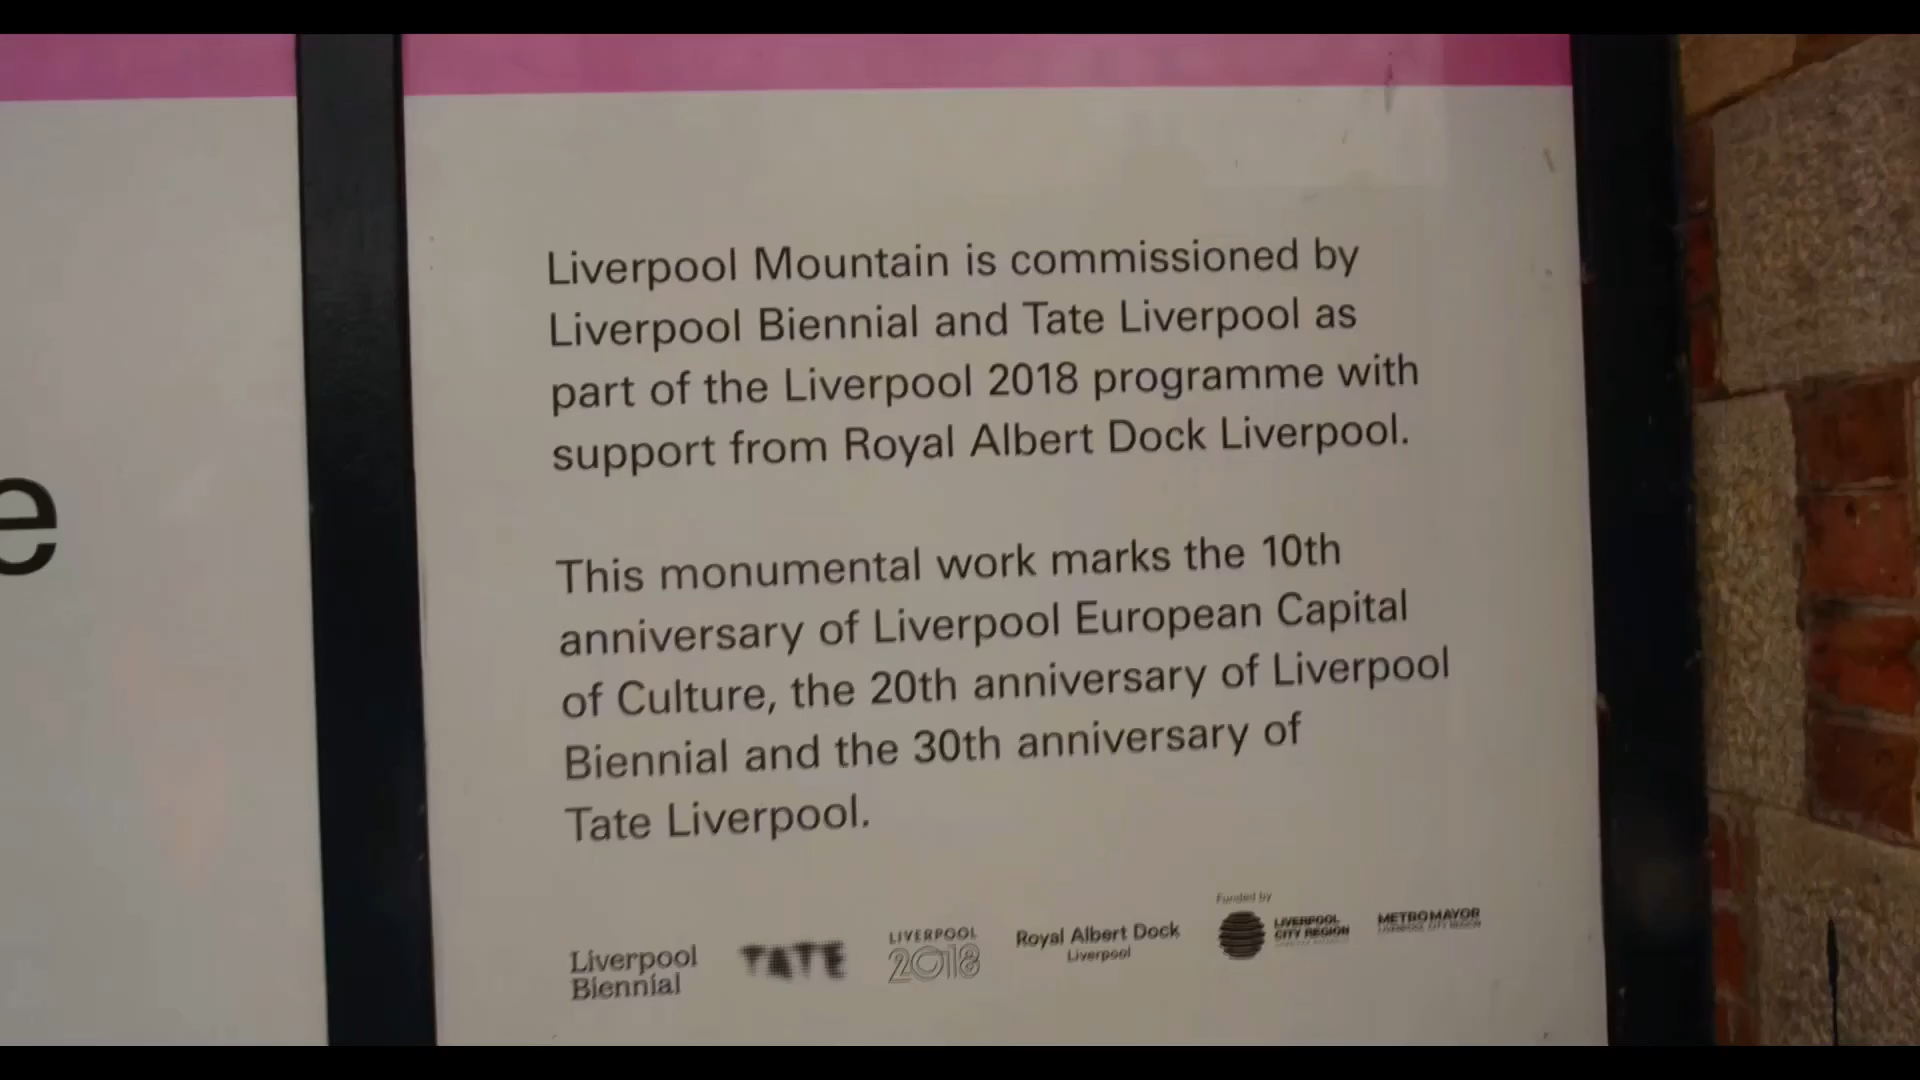 e
Liverpool Mountain is commissioned by
Liverpool Biennial and Tate Liverpool as
part of the Liverpool 2018 programme with
support from Royal Albert Dock Liverpool.
This monumental work marks the 10th
anniversary of Liverpool European Capital
of Culture, the 20th anniversary of Liverpool
Biennial and the 30th anniversary of
Tate Liverpool.
Funded by
Liverpool
Biennial
TATE
LIVERPOOL
2018
Royal Albert Dock
Liverpool
LIVERPOOL
CITY REGION
METRO MAYOR
LIVERPOOL CITY REGION